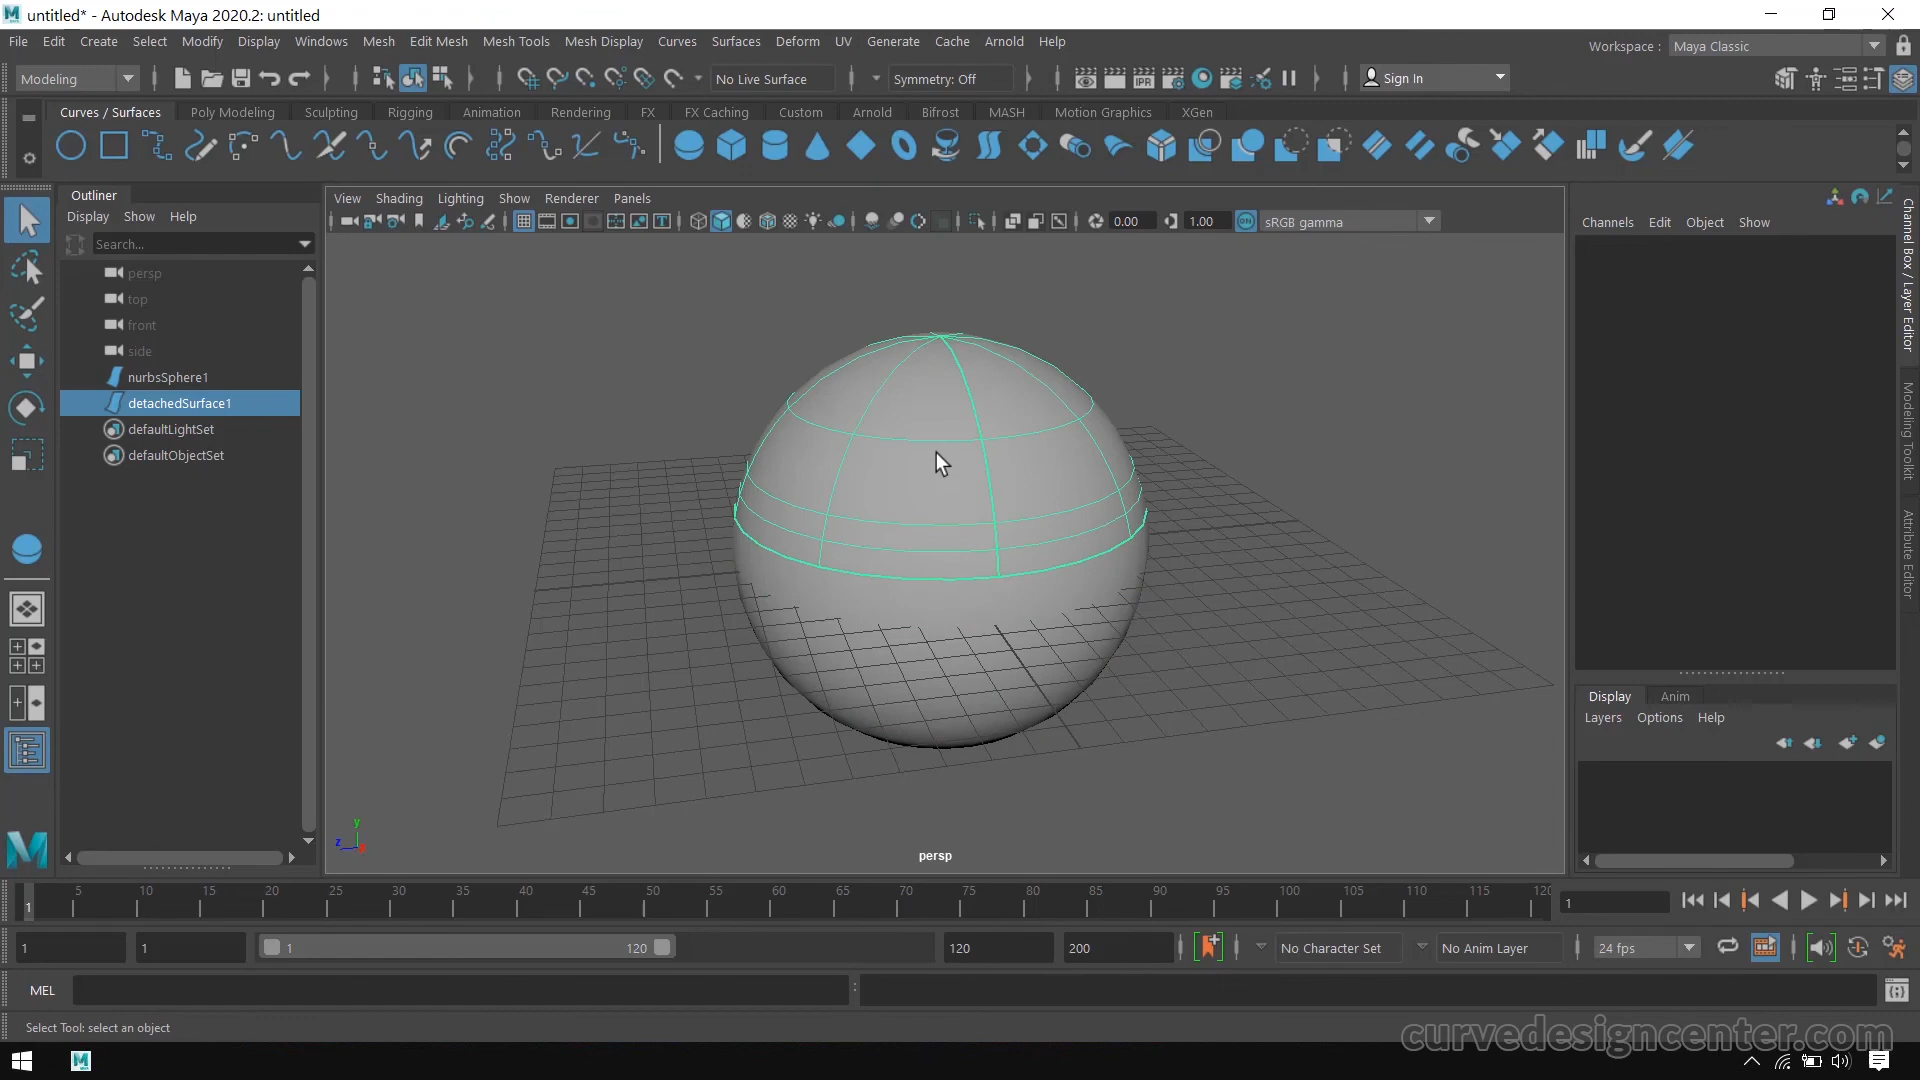 untitled* - Autodesk Maya 2020.2: untitled
File Edit Create Select Modify Display Windows Mesh Edit Mesh Mesh Tools Mesh Display Curves Surfaces Deform UV Generate Cache Arnold Help
Workspace : Maya Classic
Modeling No Live Surface Symmetry: Off IPR Sign In
Curves / Surfaces Poly Modeling Sculpting Rigging Animation Rendering FX FX Caching Custom Arnold Bifrost MASH Motion Graphics XGen
Outliner
Display Show Help
Search...
persp
top
front
side
nurbsSphere1
detachedSurface1
defaultLightSet
defaultObjectSet
View Shading Lighting Show Renderer Panels
0.00 1.00 ON sRGB gamma
y
z
persp
Channels Edit Object Show
Channel Box / Layer Editor
Modeling Toolkit
Attribute Editor
Display Anim
Layers Options Help
1 5 10 15 20 25 30 35 40 45 50 55 60 65 70 75 80 85 90 95 100 105 110 115 120 1
1 1 1 120 120 200 No Character Set No Anim Layer 24 fps
MEL
Select Tool: select an object
curvedesigncenter.com